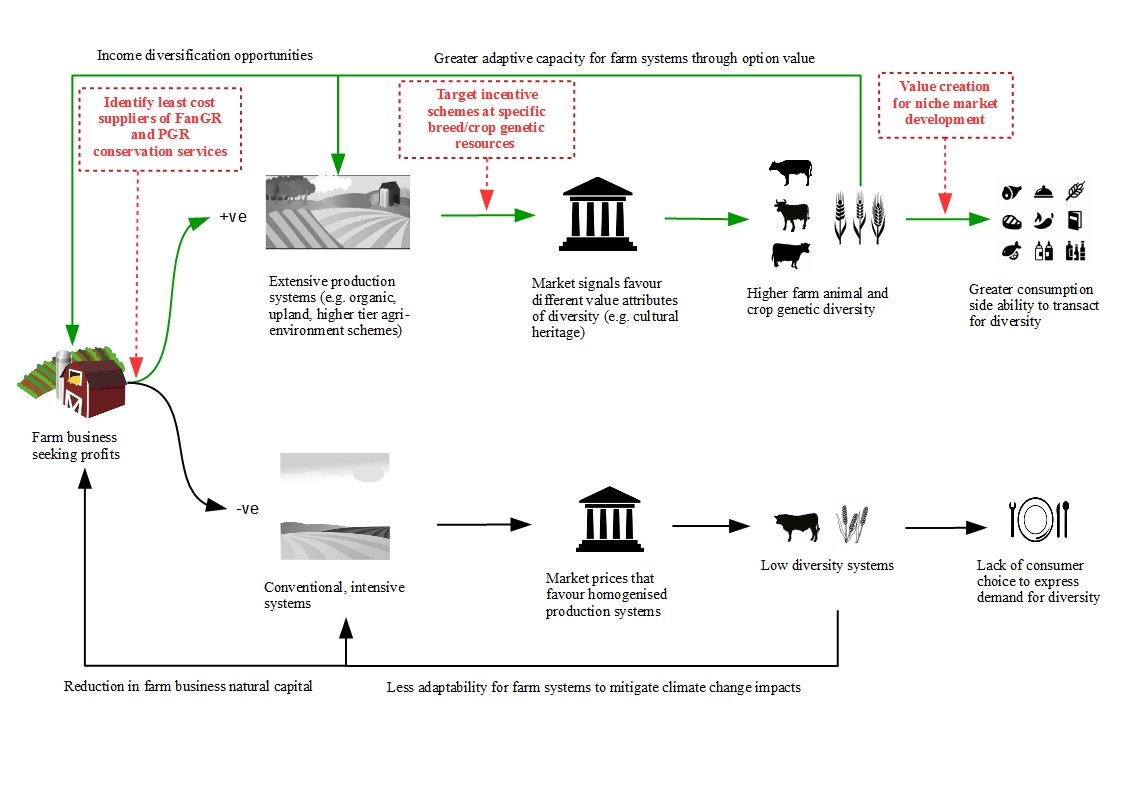 Income diversification opportunities
Greater adaptive capacity for farm systems through option value
Identify least cost
suppliers of FanGR
and PGR
conservation services
Target incentive
schemes at specific
breed/crop genetic
resources
Value creation
for niche market
development
+ve
Extensive production
systems (e.g. organic,
upland, higher tier agri-
environment schemes)
Market signals favour
different value attributes
of diversity (e.g. cultural
heritage)
Higher farm animal and
crop genetic diversity
Greater consumption
side ability to transact
for diversity
Farm business
seeking profits
-ve
Conventional, intensive
systems
Market prices that
favour homogenised
production systems
Low diversity systems
Lack of consumer
choice to express
demand for diversity
Reduction in farm business natural capital
Less adaptability for farm systems to mitigate climate change impacts